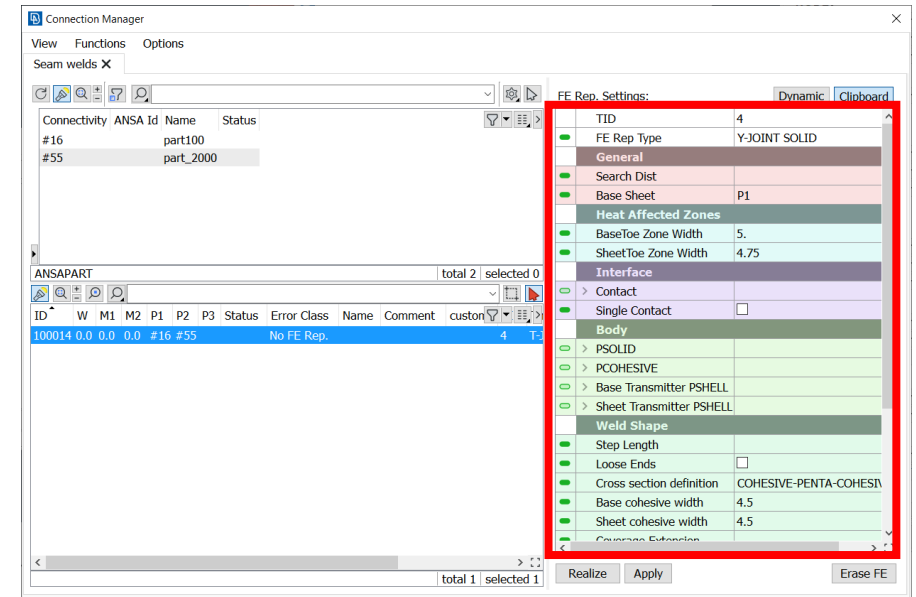 Connection Manager
View Functions Options
Seam welds
Connectivity ANSA Id Name Status
#16 part100
#55 part_2000
ANSAPART total 2 selected 0
ID W M1 M2 P1 P2 P3 Status Error Class Name Comment custon
100014 0.0 0.0 0.0 #16 #55 No FE Rep. 4
total 1 selected 1
FE Rep. Settings: Dynamic Clipboard
TID 4
FE Rep Type Y-JOINT SOLID
General
Search Dist
Base Sheet P1
Heat Affected Zones
BaseToe Zone Width 5.
SheetToe Zone Width 4.75
Interface
> Contact
Single Contact
Body
> PSOLID
> PCOHESIVE
> Base Transmitter PSHELL
> Sheet Transmitter PSHELL
Weld Shape
Step Length
Loose Ends
Cross section definition COHESIVE-PENTA-COHESIV
Base cohesive width 4.5
Sheet cohesive width 4.5
Coverage Extension
Realize Apply Erase FE